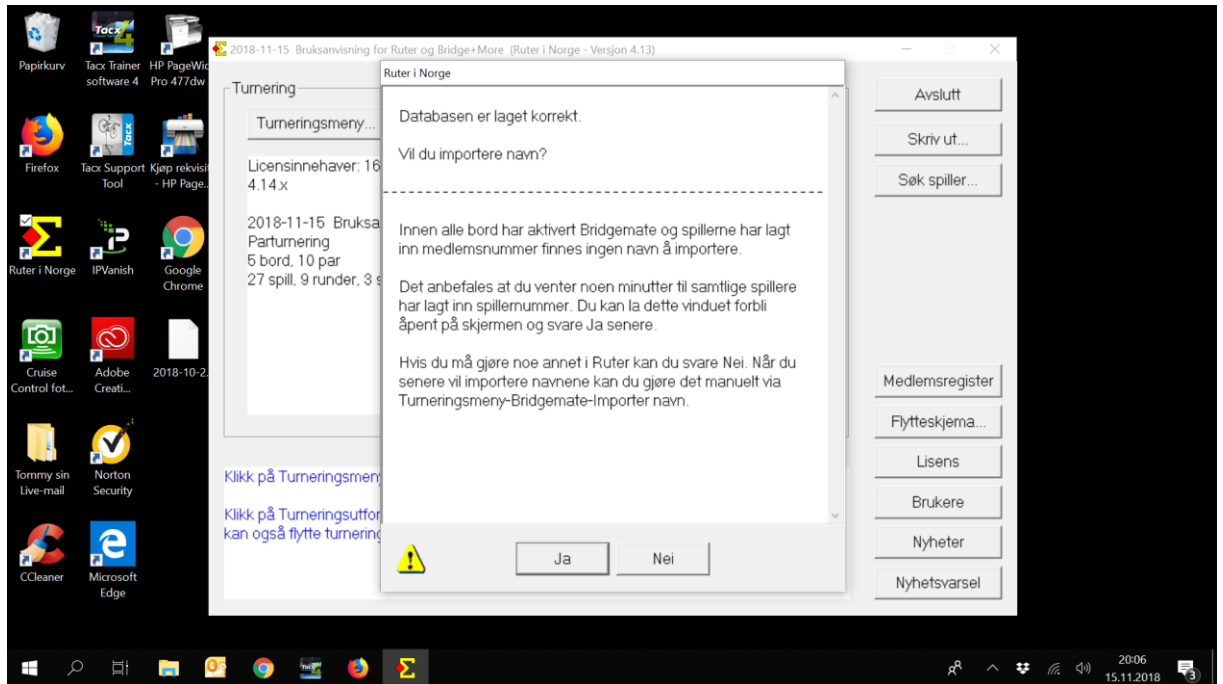 Papirkurv
Tacx Trainer
software 4
HP PageWid
Pro 477dw
Firefox
Tacx Support
Tool
Kjøp rekvisit
- HP Page..
Ruter i Norge
IPVanish
Google
Chrome
Cruise
Control fot...
Adobe
Creati...
2018-10-2.
Tommy sin
Live-mail
Norton
Security
CCleaner
Microsoft
Edge
2018-11-15 Bruksanvisning for Ruter og Bridge+More (Ruter i Norge - Versjon 4.13)
Turnering
Turneringsmeny...
Licensinnehaver: 16
4.14.x
2018-11-15 Bruksa
Parturnering
5 bord, 10 par
27 spill, 9 runder, 3 s
Klikk på Turneringsmeny
Klikk på Turneringsutfor
kan også flytte turnering
Ruter i Norge
Databasen er laget korrekt.
Vil du importere navn?
--------------------------------------------------------------
Innen alle bord har aktivert Bridgemate og spillerne har lagt
inn medlemsnummer finnes ingen navn å importere.
Det anbefales at du venter noen minutter til samtlige spillere
har lagt inn spillernummer. Du kan la dette vinduet forbli
åpent på skjermen og svare Ja senere.
Hvis du må gjøre noe annet i Ruter kan du svare Nei. Når du
senere vil importere navnene kan du gjøre det manuelt via
Turneringsmeny-Bridgemate-Importer navn.
Ja
Nei
Avslutt
Skriv ut...
Søk spiller...
Medlemsregister
Flytteskjema...
Lisens
Brukere
Nyheter
Nyhetsvarsel
20:06
15.11.2018
3